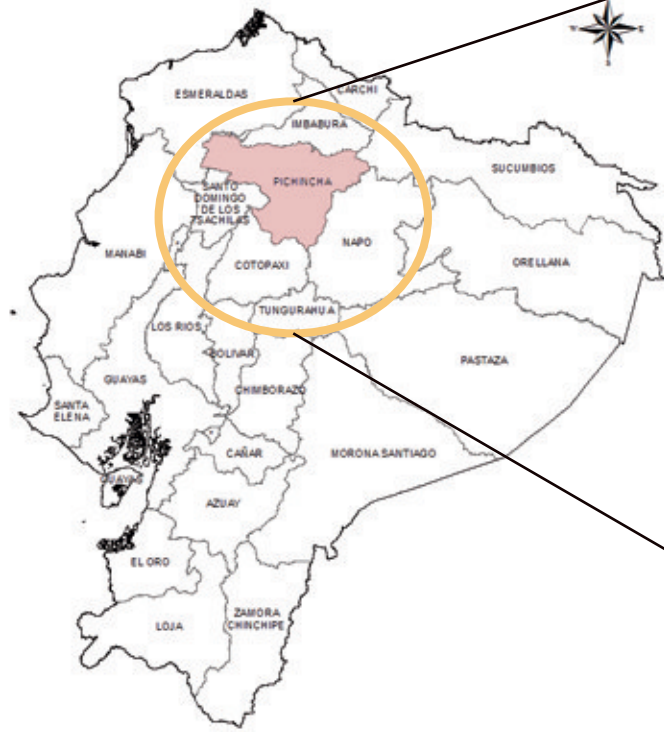 ESMERALDAS
CARCHI
IMBABURA
SUCUMBIOS
PICHINCHA
SANTO
DOMINGO
DE LOS
TSACHILAS
NAPO
MANABI
ORELLANA
COTOPAXI
TUNGURAHUA
LOS RIOS
BOLIVAR
PASTAZA
GUAYAS
CHIMBORAZO
SANTA
ELENA
CAÑAR
MORONA SANTIAGO
GUAYAS
AZUAY
EL ORO
LOJA
ZAMORA
CHINCHIPE